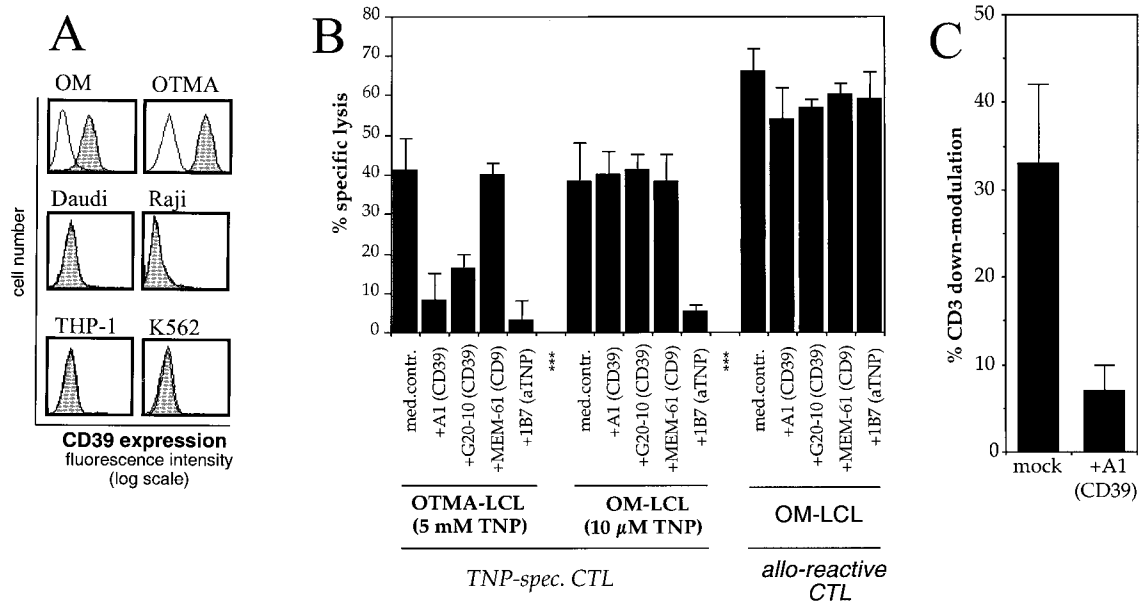 A
OM OTMA
Daudi Raji
THP-1 K562
cell number
CD39 expression
fluorescence intensity
(log scale)
B
80
70
60
50
40
30
20
10
0
% specific lysis
med.contr.
+A1 (CD39)
+G20-10 (CD39)
+MEM-61 (CD9)
+1B7 (aTNP)
***
med.contr.
+A1 (CD39)
+G20-10 (CD39)
+MEM-61 (CD9)
+1B7 (aTNP)
***
med.contr.
+A1 (CD39)
+G20-10 (CD39)
+MEM-61 (CD9)
+1B7 (aTNP)
OTMA-LCL
(5 mM TNP)
OM-LCL
(10 µM TNP)
OM-LCL
TNP-spec. CTL
allo-reactive
CTL
C
50
40
30
20
10
0
% CD3 down-modulation
mock
+A1
(CD39)